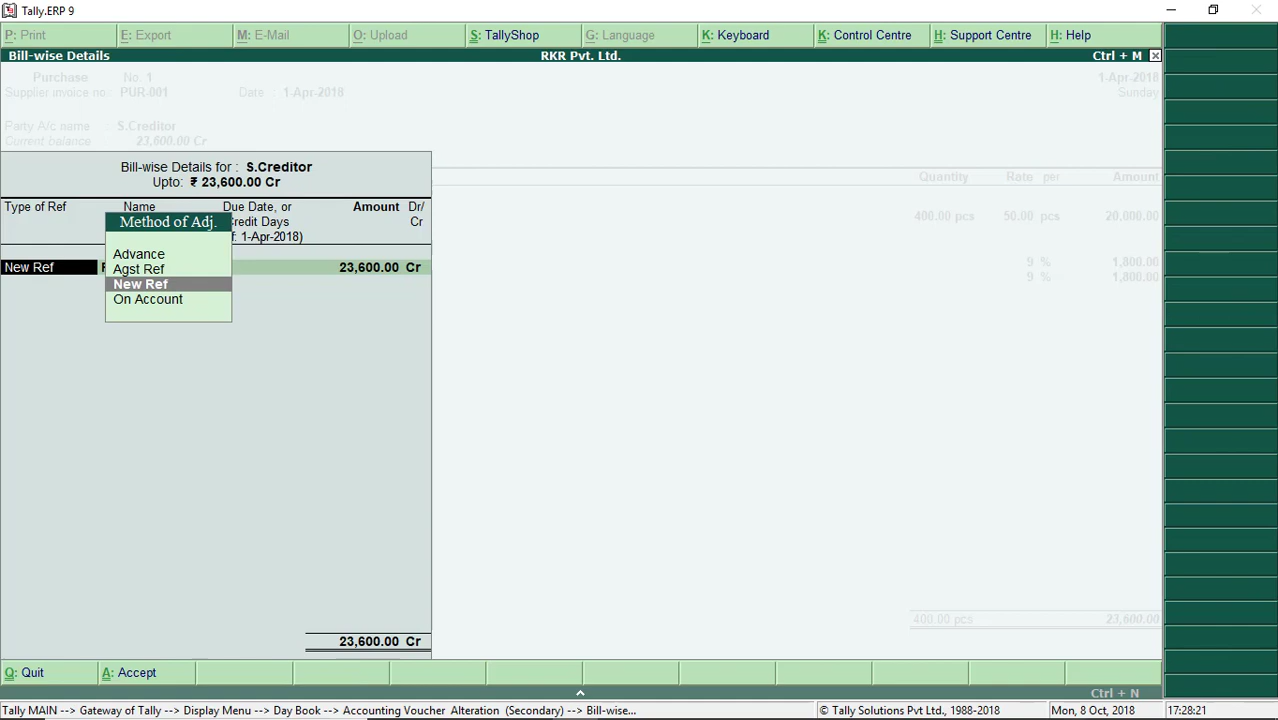 Tally.ERP 9
P: Print E: Export M: E-Mail O: Upload S: TallyShop G: Language K: Keyboard K: Control Centre H: Support Centre H: Help
Bill-wise Details RKR Pvt. Ltd. Ctrl + M
Purchase No. 1 1-Apr-2018
Supplier invoice no.: PUR-001 Date : 1-Apr-2018 Sunday
Party A/c name : S.Creditor
Current balance : 23,600.00 Cr
Bill-wise Details for : S.Creditor
Upto: ₹ 23,600.00 Cr
Quantity Rate per Amount
Type of Ref Name Due Date, or Amount Dr/
Method of Adj. Credit Days Cr
f: 1-Apr-2018)
400.00 pcs 50.00 pcs 20,000.00
Advance
New Ref Agst Ref 23,600.00 Cr
9 % 1,800.00
New Ref
9 % 1,800.00
On Account
400.00 pcs 23,600.00
23,600.00 Cr
Q: Quit A: Accept
Ctrl + N
Tally MAIN --> Gateway of Tally --> Display Menu --> Day Book --> Accounting Voucher Alteration (Secondary) --> Bill-wise... © Tally Solutions Pvt Ltd., 1988-2018 Mon, 8 Oct, 2018 17:28:21